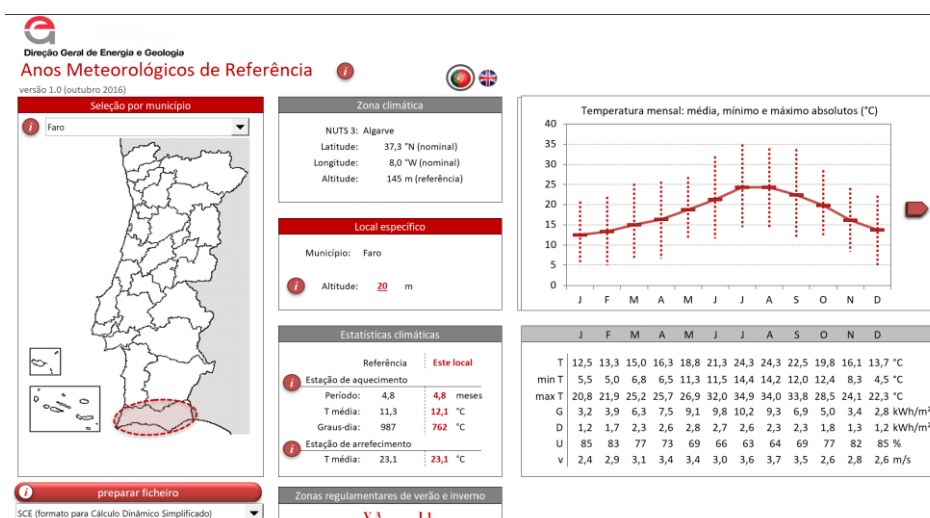 Direção Geral de Energia e Geologia
Anos Meteorológicos de Referência
versão 1.0 (outubro 2016)
Seleção por município
Faro
Zona climática
NUTS 3: Algarve
Latitude: 37,3 °N (nominal)
Longitude: 8,0 °W (nominal)
Altitude: 145 m (referência)
Local específico
Município: Faro
Altitude: 20 m
Estatísticas climáticas
Referência Este local
Estação de aquecimento
Período: 4,8 4,8 meses
T média: 11,3 12,1 °C
Graus-dia: 987 762 °C
Estação de arrefecimento
T média: 23,1 23,1 °C
Zonas regulamentares de verão e inverno
V 3 I 1
preparar ficheiro
SCE (formato para Cálculo Dinâmico Simplificado)
Temperatura mensal: média, mínimo e máximo absolutos (°C)
40
35
30
25
20
15
10
5
0
J F M A M J J A S O N D
J F M A M J J A S O N D
T 12,5 13,3 15,0 16,3 18,8 21,3 24,3 24,3 22,5 19,8 16,1 13,7 °C
min T 5,5 5,0 6,8 6,5 11,3 11,5 14,4 14,2 12,0 12,4 8,3 4,5 °C
max T 20,8 21,9 25,2 25,7 26,9 32,0 34,9 34,0 33,8 28,5 24,1 22,3 °C
G 3,2 3,9 6,3 7,5 9,1 9,8 10,2 9,3 6,9 5,0 3,4 2,8 kWh/m²
D 1,2 1,7 2,3 2,6 2,8 2,7 2,6 2,3 2,3 1,8 1,3 1,2 kWh/m²
U 85 83 77 73 69 66 63 64 69 77 82 85 %
v 2,4 2,9 3,1 3,4 3,4 3,0 3,6 3,7 3,5 2,6 2,8 2,6 m/s